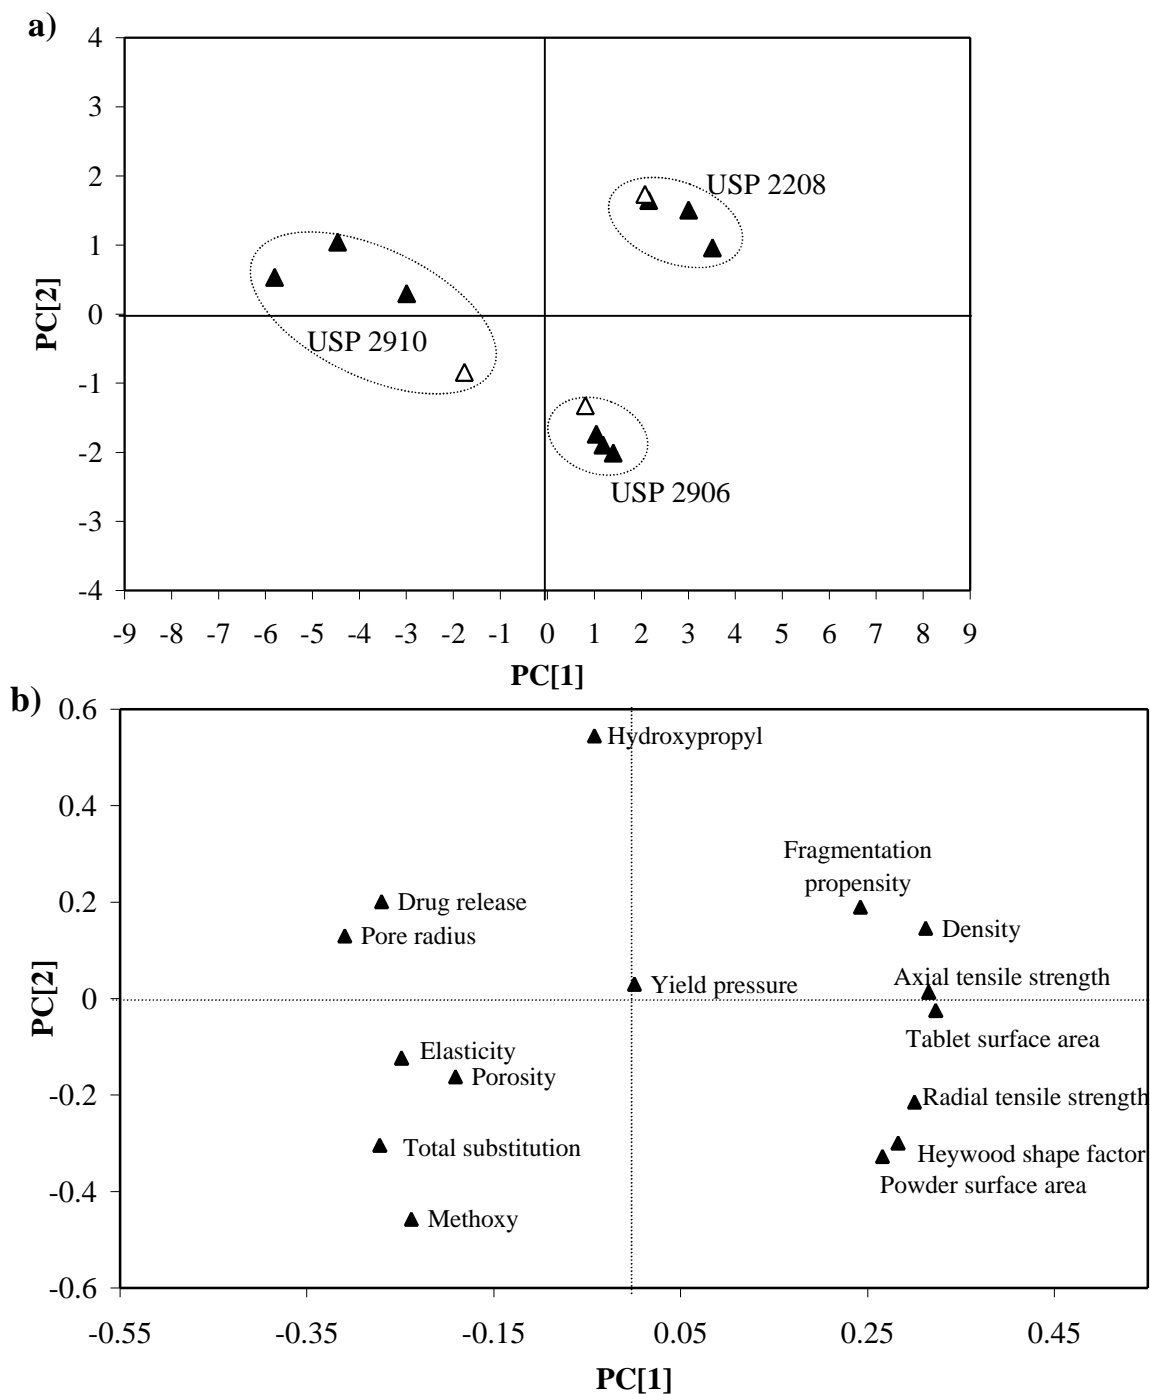 a)
4
3
2
1
0
-1
-2
-3
-4
PC[2]
USP 2208
USP 2910
USP 2906
-9 -8 -7 -6 -5 -4 -3 -2 -1 0 1 2 3 4 5 6 7 8 9
PC[1]
b)
0.6
0.4
0.2
0
-0.2
-0.4
-0.6
PC[2]
Hydroxypropyl
Fragmentation
propensity
Drug release
Density
Pore radius
Axial tensile strength
Yield pressure
Tablet surface area
Elasticity
Porosity
Radial tensile strength
Total substitution
Heywood shape factor
Powder surface area
Methoxy
-0.55 -0.35 -0.15 0.05 0.25 0.45
PC[1]